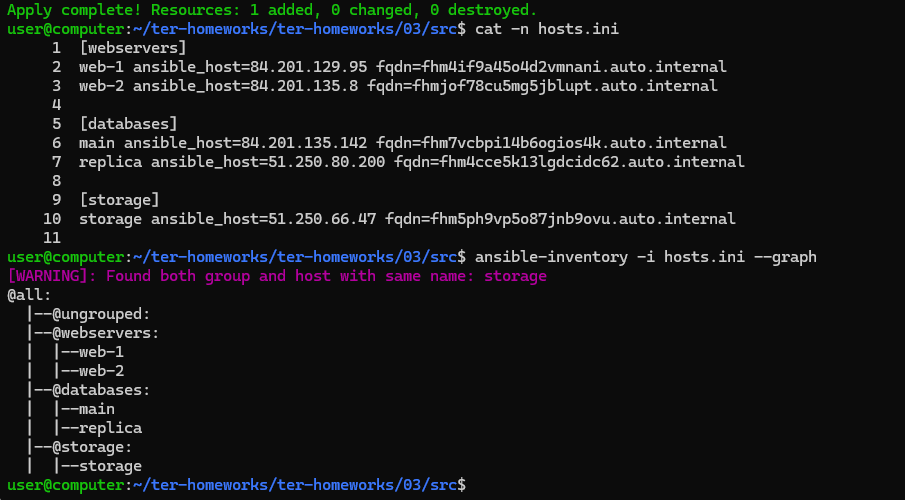 Apply complete! Resources: 1 added, 0 changed, 0 destroyed.
user@computer:~/ter-homeworks/ter-homeworks/03/src$ cat -n hosts.ini
     1  [webservers]
     2  web-1 ansible_host=84.201.129.95 fqdn=fhm4if9a45o4d2vmnani.auto.internal
     3  web-2 ansible_host=84.201.135.8 fqdn=fhmjof78cu5mg5jblupt.auto.internal
     4
     5  [databases]
     6  main ansible_host=84.201.135.142 fqdn=fhm7vcbpi14b6ogios4k.auto.internal
     7  replica ansible_host=51.250.80.200 fqdn=fhm4cce5k13lgdcidc62.auto.internal
     8
     9  [storage]
    10  storage ansible_host=51.250.66.47 fqdn=fhm5ph9vp5o87jnb9ovu.auto.internal
    11
user@computer:~/ter-homeworks/ter-homeworks/03/src$ ansible-inventory -i hosts.ini --graph
[WARNING]: Found both group and host with same name: storage
@all:
  |--@ungrouped:
  |--@webservers:
  |  |--web-1
  |  |--web-2
  |--@databases:
  |  |--main
  |  |--replica
  |--@storage:
  |  |--storage
user@computer:~/ter-homeworks/ter-homeworks/03/src$